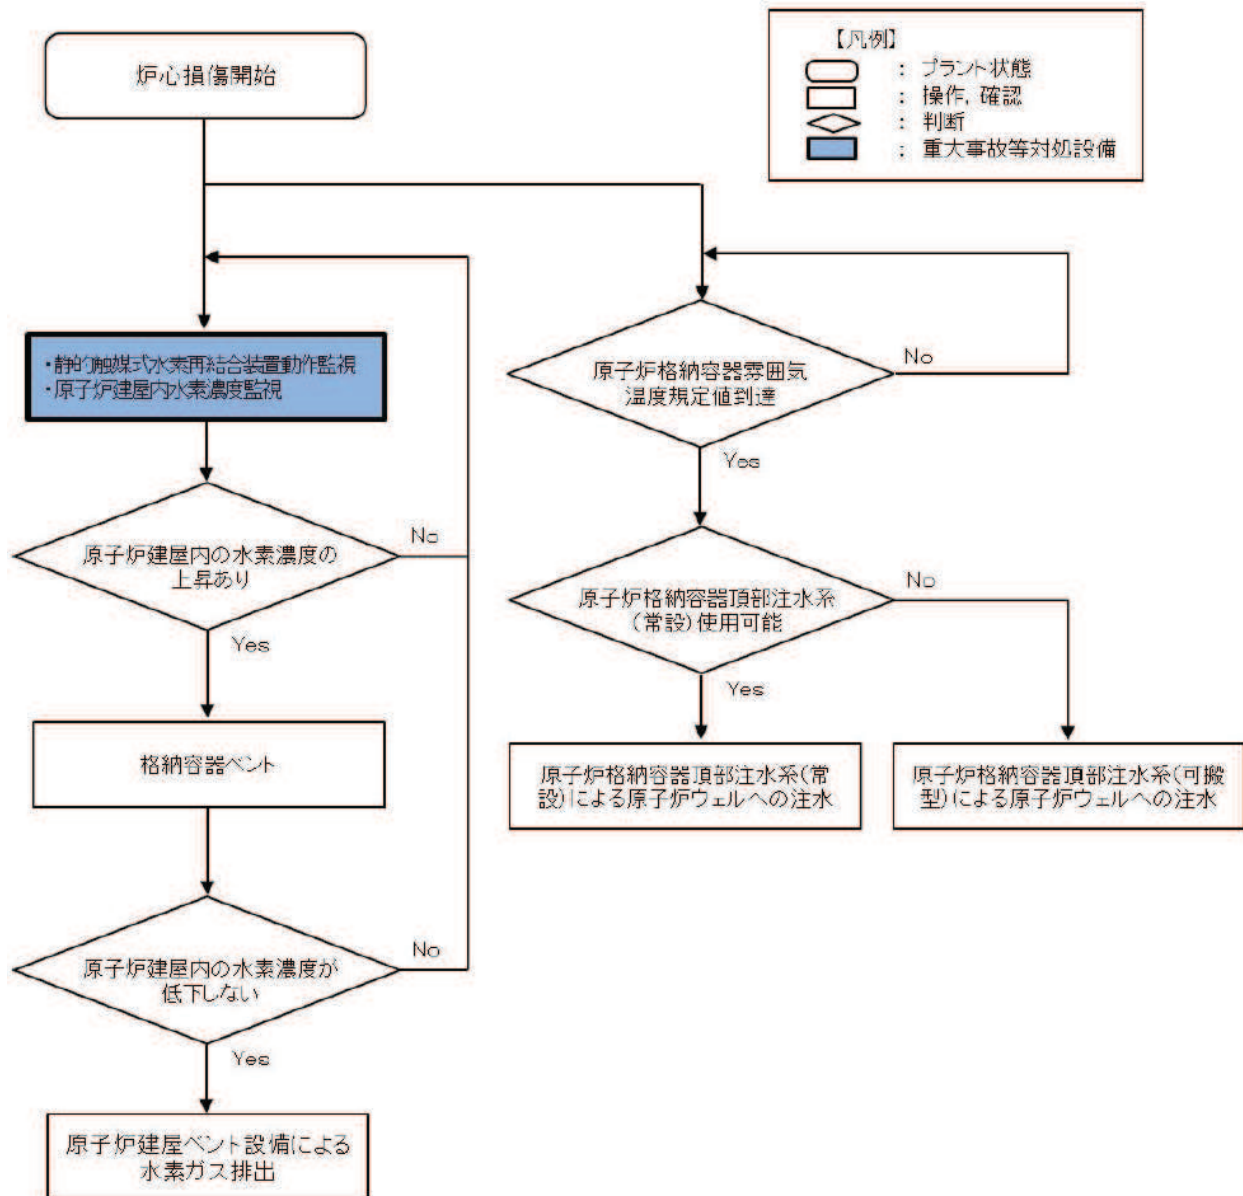 炉心損傷開始
【凡例】
： プラント状態
： 操作，確認
： 判断
： 重大事故等対処設備
・静的触媒式水素再結合装置動作監視
・原子炉建屋内水素濃度監視
原子炉建屋内の水素濃度の
上昇あり
No
Yes
格納容器ベント
原子炉建屋内の水素濃度が
低下しない
No
Yes
原子炉建屋ベント設備による
水素ガス排出
原子炉格納容器雰囲気
温度規定値到達
No
Yes
原子炉格納容器頂部注水系
（常設）使用可能
No
Yes
原子炉格納容器頂部注水系（常
設）による原子炉ウェルへの注水
原子炉格納容器頂部注水系（可搬
型）による原子炉ウェルへの注水